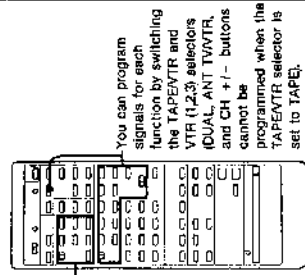 You can program
signals for each
function by switching
the TAPE/VTR and
VTR (1,2,3) selectors
(DUAL, ANT TV/VTR,
and CH +/− buttons
cannot be
programmed when the
TAPE/VTR selector is
set to TAPE).